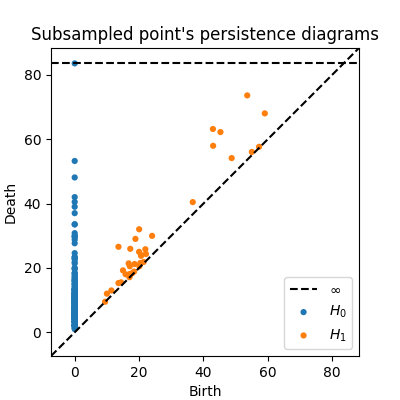 Subsampled point's persistence diagrams
80
60
40
20
0
Death
0 20 40 60 80
Birth
∞
H₀
H₁